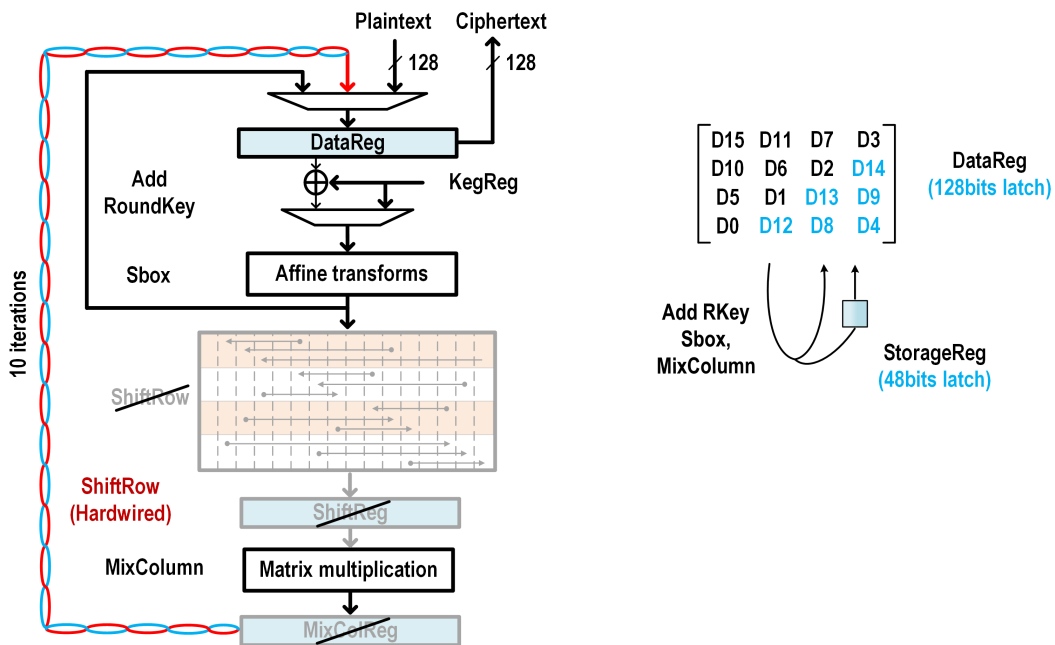 Plaintext Ciphertext
128 128
DataReg
Add
RoundKey
KegReg
Sbox
Affine transforms
10 iterations
ShiftRow
ShiftRow
(Hardwired)
ShiftReg
MixColumn
Matrix multiplication
MixColReg
D15 D11 D7 D3
D10 D6 D2 D14
D5 D1 D13 D9
D0 D12 D8 D4
DataReg
(128bits latch)
Add RKey
Sbox,
MixColumn
StorageReg
(48bits latch)